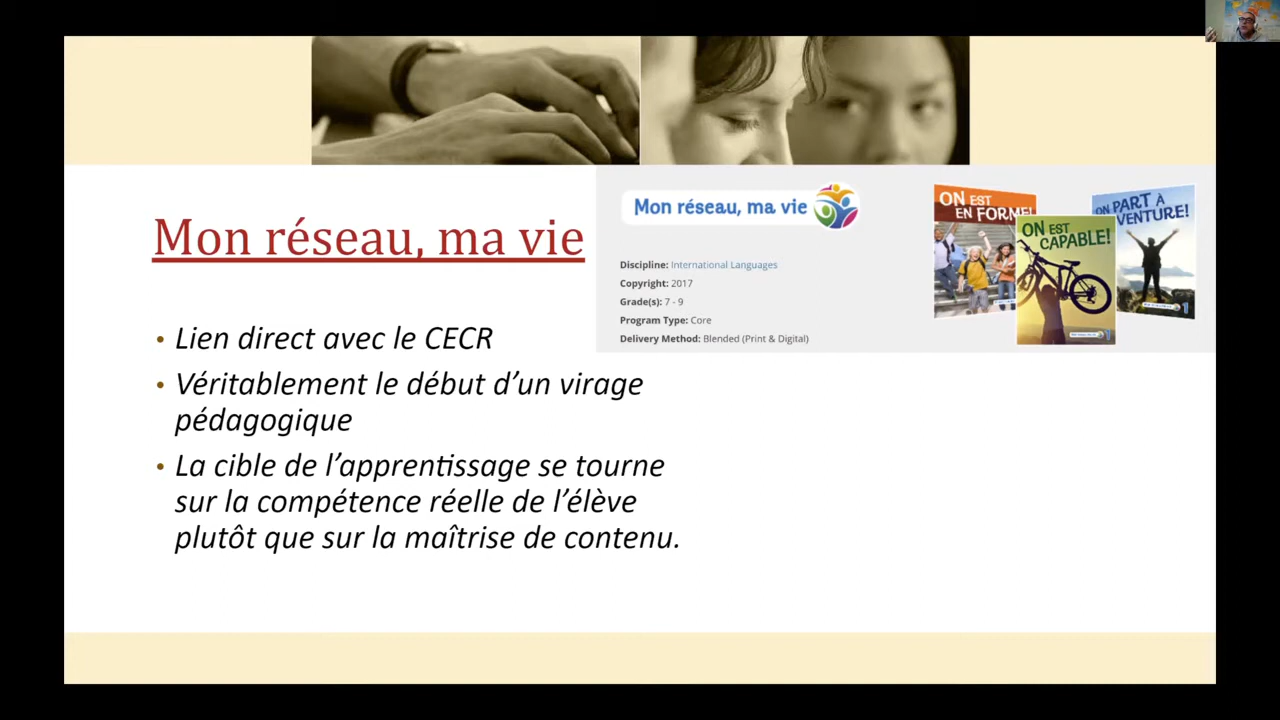 Mon réseau, ma vie
Mon réseau, ma vie
Discipline: International Languages
Copyright: 2017
Grade(s): 7 - 9
Program Type: Core
Delivery Method: Blended (Print & Digital)
ON EST
EN FORME!
ON EST
CAPABLE!
1
ON PART À
VENTURE!
1
• Lien direct avec le CECR
• Véritablement le début d’un virage
pédagogique
• La cible de l’apprentissage se tourne
sur la compétence réelle de l’élève
plutôt que sur la maîtrise de contenu.